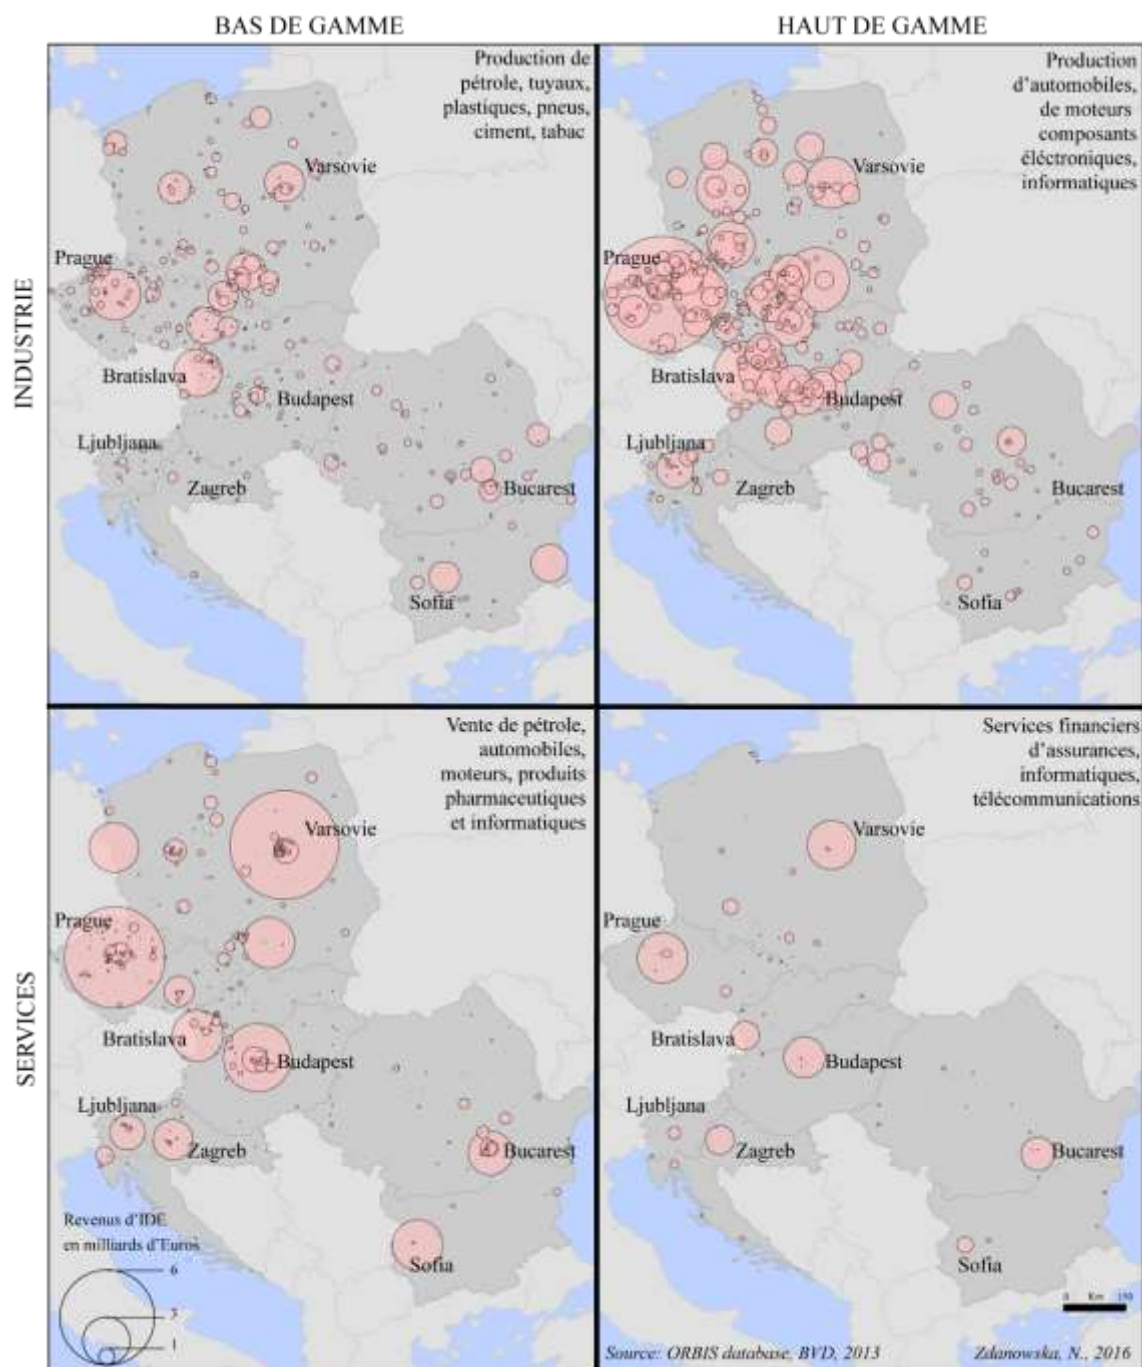 BAS DE GAMME
HAUT DE GAMME
INDUSTRIE
Production de
pétrole, tuyaux,
plastiques, pneus,
ciment, tabac
Varsovie
Prague
Bratislava
Budapest
Ljubljana
Zagreb
Bucarest
Sofia
Production
d'automobiles,
de moteurs
composants
éléctroniques,
informatiques
Varsovie
Prague
Bratislava
Budapest
Ljubljana
Zagreb
Bucarest
Sofia
SERVICES
Vente de pétrole,
automobiles,
moteurs, produits
pharmaceutiques
et informatiques
Varsovie
Prague
Bratislava
Budapest
Ljubljana
Zagreb
Bucarest
Sofia
Revenus d'IDE
en milliards d'Euros
6
3
1
Services financiers
d'assurances,
informatiques,
télécommunications
Varsovie
Prague
Bratislava
Budapest
Ljubljana
Zagreb
Bucarest
Sofia
0 Km 150
Source: ORBIS database, BVD, 2013
Zdanowska, N., 2016